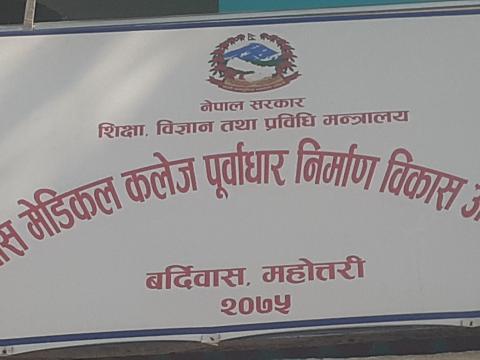 नेपाल सरकार
शिक्षा, विज्ञान तथा प्रविधि मन्त्रालय
मेडिकल कलेज पूर्वाधार निर्माण विकास
बर्दिवास, महोत्तरी
२०७५